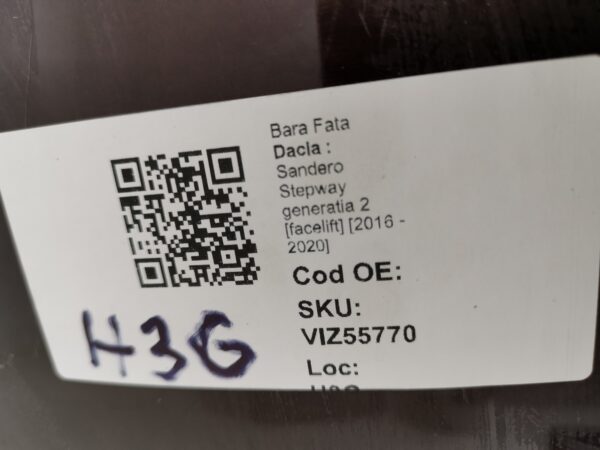 Bara Fata
Dacia :
Sandero
Stepway
generatia 2
[facelift] [2016 -
2020]
Cod OE:
SKU:
VIZ55770
Loc:
H3G